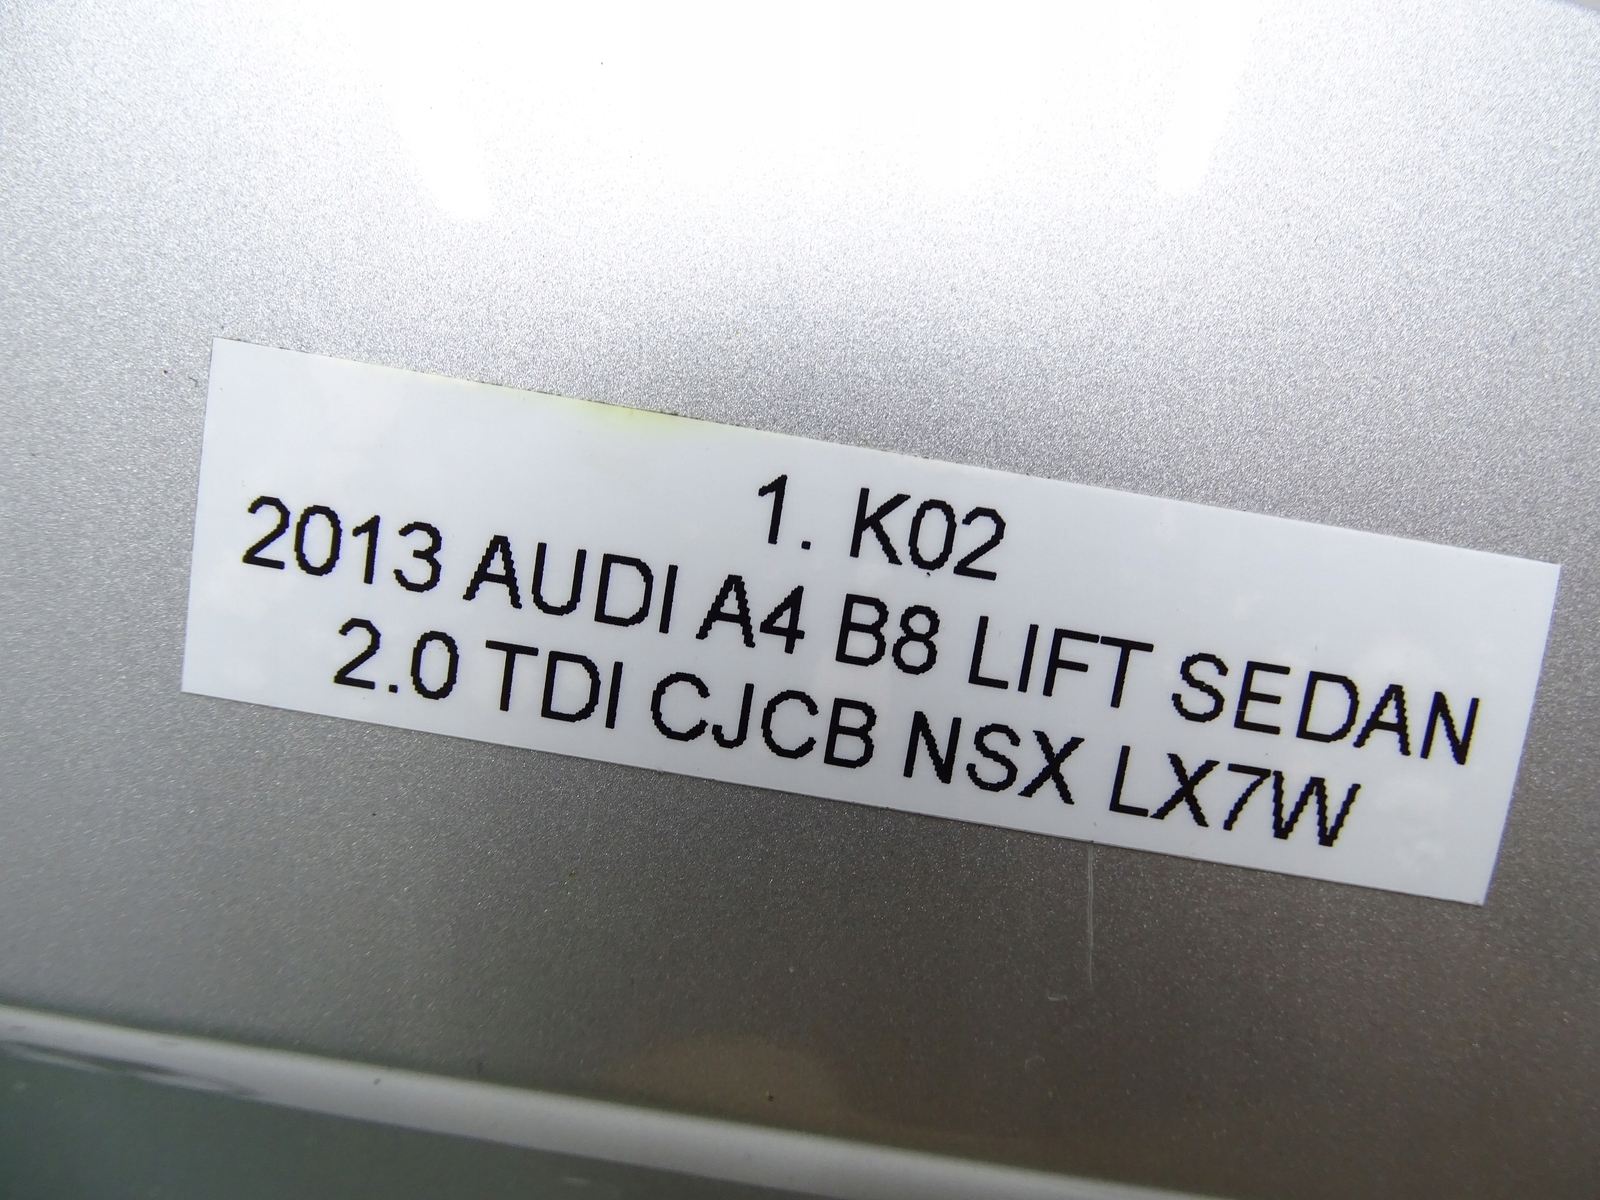 1. K02
2013 AUDI A4 B8 LIFT SEDAN
2.0 TDI CJCB NSX LX7W